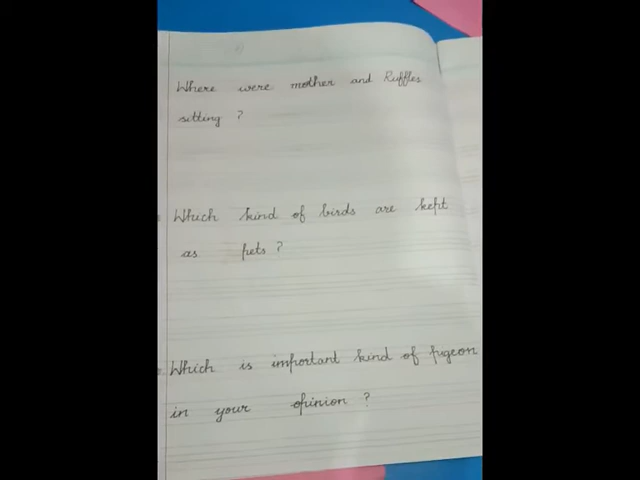 Where were mother and Ruffles
sitting ?
Which kind of birds are kept
as pets ?
Which is important kind of pigeon
in your opinion ?